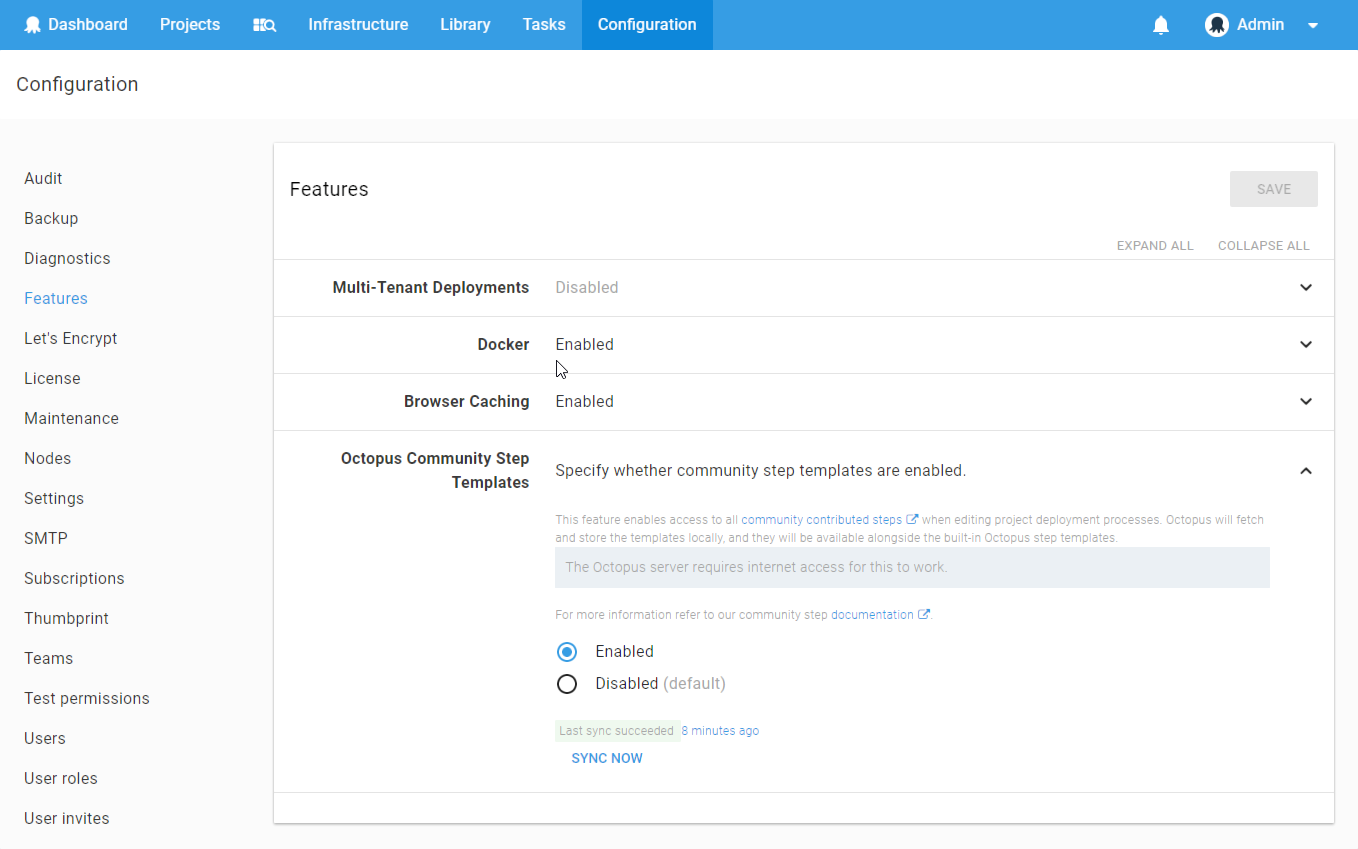 Dashboard Projects Infrastructure Library Tasks Configuration Admin
Configuration
Audit
Backup
Diagnostics
Features
Let's Encrypt
License
Maintenance
Nodes
Settings
SMTP
Subscriptions
Thumbprint
Teams
Test permissions
Users
User roles
User invites
Features
SAVE
EXPAND ALL COLLAPSE ALL
Multi-Tenant Deployments Disabled
Docker Enabled
Browser Caching Enabled
Octopus Community Step
Templates
Specify whether community step templates are enabled.
This feature enables access to all community contributed steps when editing project deployment processes. Octopus will fetch
and store the templates locally, and they will be available alongside the built-in Octopus step templates.
The Octopus server requires internet access for this to work.
For more information refer to our community step documentation .
Enabled
Disabled (default)
Last sync succeeded 8 minutes ago
SYNC NOW